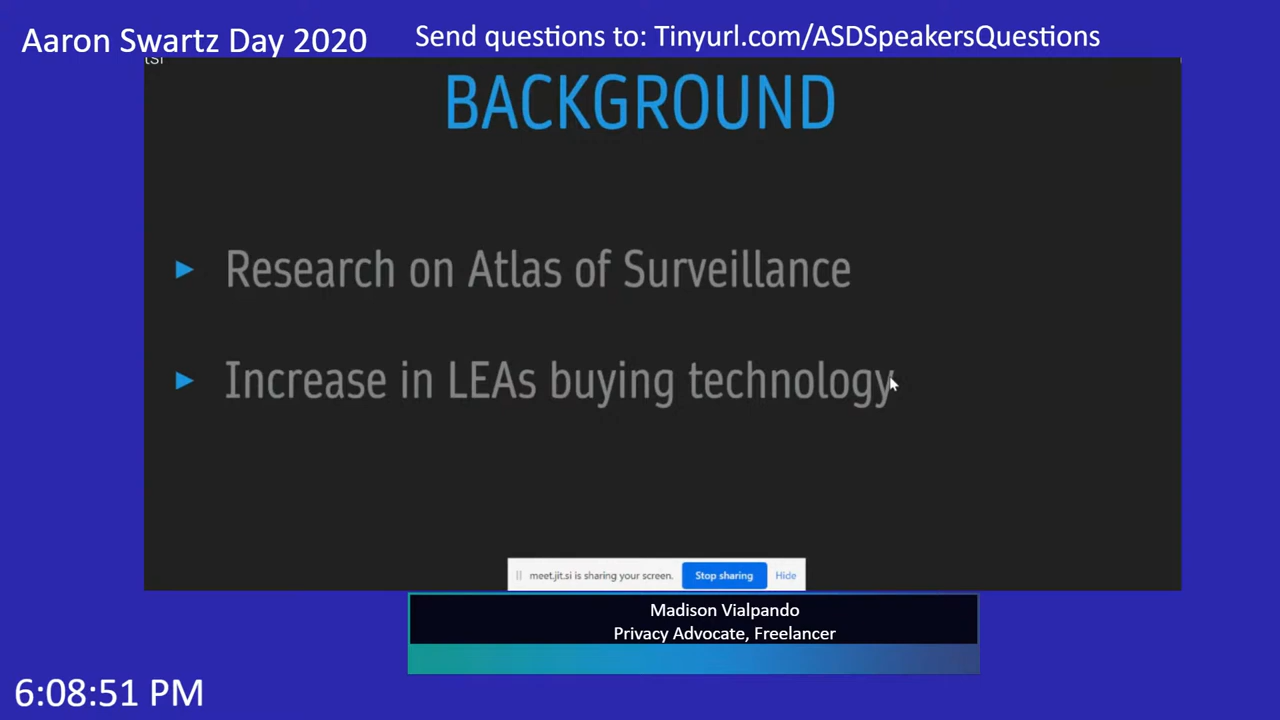 Aaron Swartz Day 2020
Send questions to: Tinyurl.com/ASDSpeakersQuestions
BACKGROUND
Research on Atlas of Surveillance
Increase in LEAs buying technology
meet.jit.si is sharing your screen.
Stop sharing
Hide
Madison Vialpando
Privacy Advocate, Freelancer
6:08:51 PM